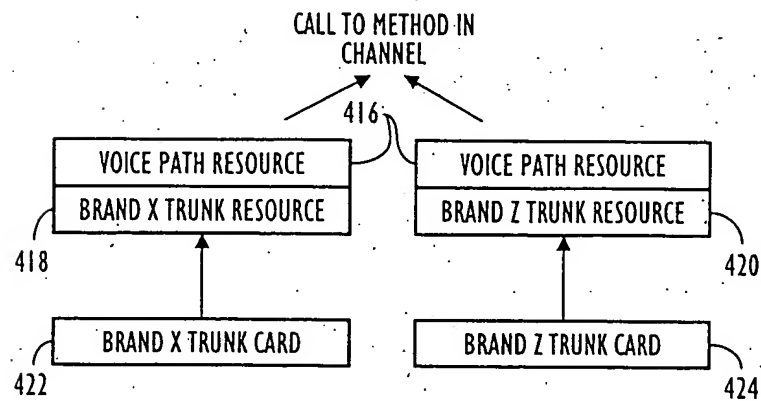 CALL TO METHOD IN
CHANNEL
416
VOICE PATH RESOURCE
VOICE PATH RESOURCE
BRAND X TRUNK RESOURCE
BRAND Z TRUNK RESOURCE
418
420
BRAND X TRUNK CARD
BRAND Z TRUNK CARD
422
424